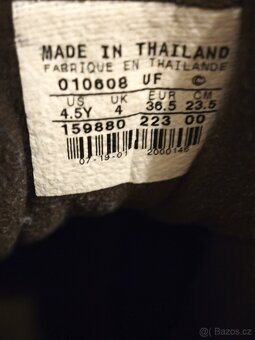 MADE IN THAILAND
FABRIQUE EN THAILANDE
010608 UF ©
US UK EUR CM
4.5Y 4 36.5 23.5
159880 223 00
07-19-01 2000146
© Bazos.cz